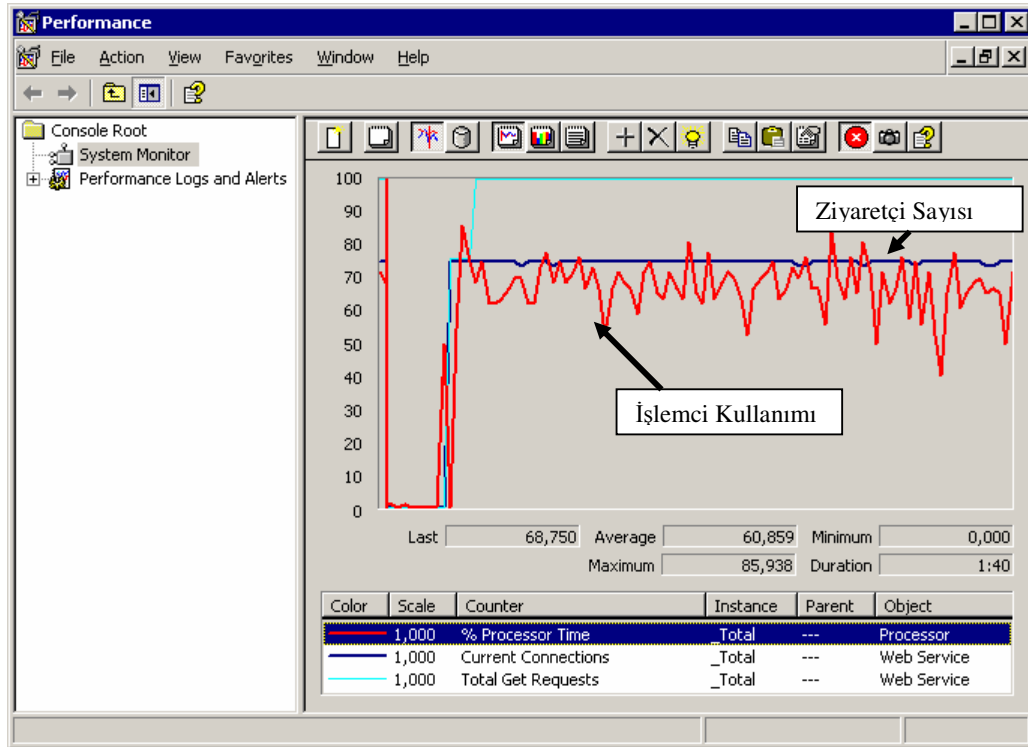 Performance
File Action View Favorites Window Help
Console Root
System Monitor
Performance Logs and Alerts
100
90
80
70
60
50
40
30
20
10
0
Ziyaretçi Sayısı
İşlemci Kullanımı
Last 68,750 Average 60,859 Minimum 0,000
Maximum 85,938 Duration 1:40
Color Scale Counter Instance Parent Object
1,000 % Processor Time _Total --- Processor
1,000 Current Connections _Total --- Web Service
1,000 Total Get Requests _Total --- Web Service